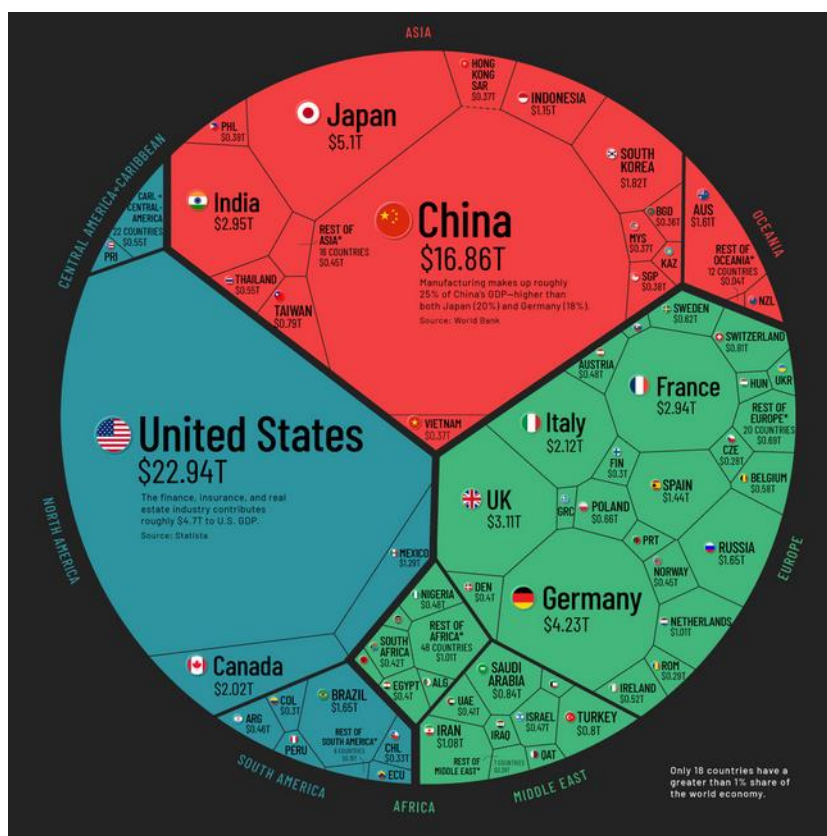 ASIA
HONG
KONG
SAR
$0.37T
INDONESIA
$1.15T
Japan
$5.1T
PHL
$0.39T
SOUTH
KOREA
$1.82T
India
$2.95T
China
$16.86T
Manufacturing makes up roughly
25% of China's GDP—higher than
both Japan (20%) and Germany (18%).
Source: World Bank
REST OF
ASIA*
16 COUNTRIES
$0.45T
BGD
$0.36T
MYS
$0.37T
KAZ
SGP
$0.38T
THAILAND
$0.55T
TAIWAN
$0.79T
VIETNAM
$0.37T
OCEANIA
AUS
$1.61T
REST OF
OCEANIA*
12 COUNTRIES
$0.04T
NZL
CENTRAL AMERICA+CARIBBEAN
CARI.+
CENTRAL-
AMERICA
22 COUNTRIES
$0.55T
PRI
NORTH AMERICA
United States
$22.94T
The finance, insurance, and real
estate industry contributes
roughly $4.7T to U.S. GDP.
Source: Statista
MEXICO
$1.29T
Canada
$2.02T
EUROPE
SWEDEN
$0.62T
SWITZERLAND
$0.81T
AUSTRIA
$0.48T
France
$2.94T
HUN
UKR
Italy
$2.12T
REST OF
EUROPE*
20 COUNTRIES
$0.69T
CZE
$0.28T
FIN
$0.3T
SPAIN
$1.44T
BELGIUM
$0.58T
UK
$3.11T
GRC
POLAND
$0.66T
PRT
RUSSIA
$1.65T
NORWAY
$0.45T
DEN
$0.4T
Germany
$4.23T
NETHERLANDS
$1.01T
ROM
$0.29T
IRELAND
$0.52T
AFRICA
NIGERIA
$0.48T
REST OF
AFRICA*
48 COUNTRIES
$1.01T
SOUTH
AFRICA
$0.42T
EGYPT
$0.4T
ALG
MIDDLE EAST
SAUDI
ARABIA
$0.84T
UAE
$0.41T
ISRAEL
$0.47T
TURKEY
$0.8T
IRAN
$1.08T
IRAQ
REST OF
MIDDLE EAST*
7 COUNTRIES
QAT
SOUTH AMERICA
COL
$0.3T
BRAZIL
$1.65T
ARG
$0.46T
PERU
REST OF
SOUTH AMERICA*
COUNTRIES
CHL
$0.33T
ECU
Only 18 countries have a
greater than 1% share of
the world economy.